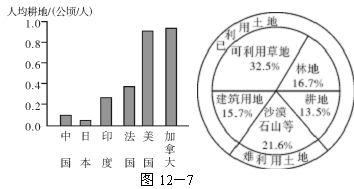 人均耕地/(公顷/人)
1.0
0.8
0.6
0.4
0.2
0.0
中国
日本
印度
法国
美国
加拿大
已利用土地
可利用草地
32.5%
林地
16.7%
建筑用地
15.7%
耕地
13.5%
沙漠
石山等
21.6%
难利用土地
图 12—7